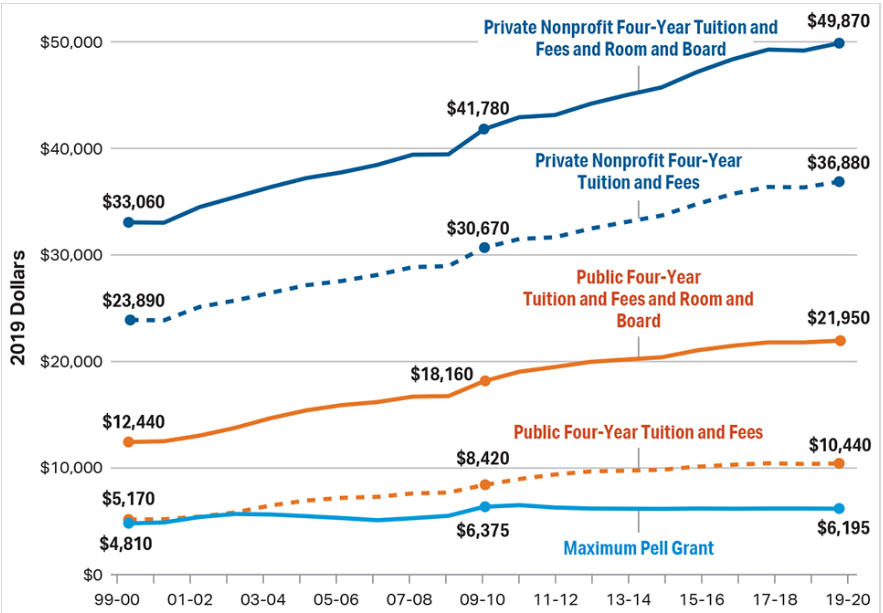 $49,870
Private Nonprofit Four-Year Tuition and
Fees and Room and Board
$50,000
$41,780
$40,000
Private Nonprofit Four-Year
Tuition and Fees
$36,880
$33,060
$30,670
$30,000
$23,890
Public Four-Year
Tuition and Fees and Room and
Board
$21,950
$20,000
$18,160
$12,440
Public Four-Year Tuition and Fees
$10,440
$10,000
$8,420
$5,170
$4,810
$6,375
$6,195
Maximum Pell Grant
$0
2019 Dollars
99-00 01-02 03-04 05-06 07-08 09-10 11-12 13-14 15-16 17-18 19-20